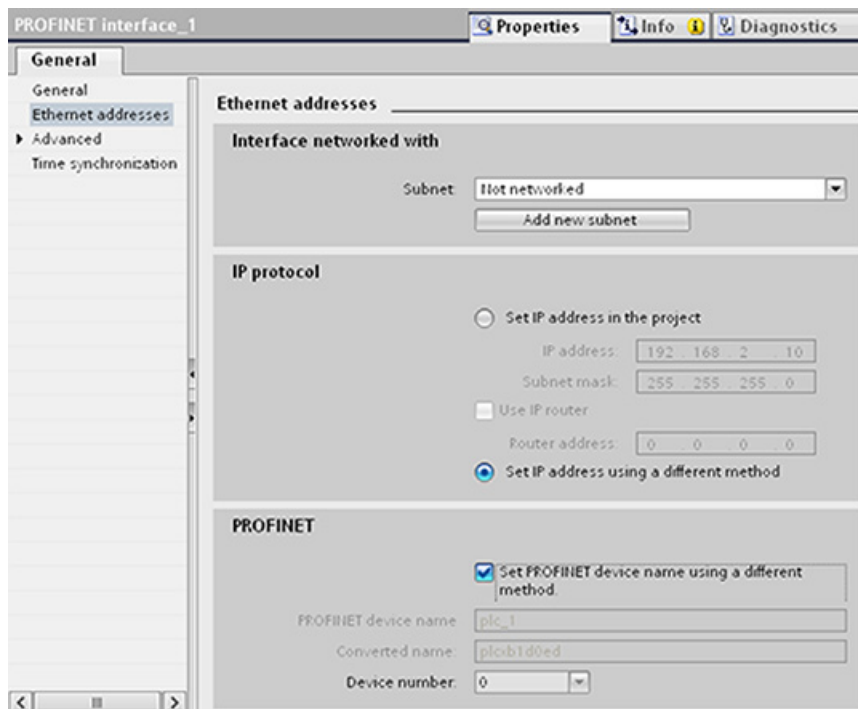 PROFINET interface_1
Properties Info Diagnostics
General
General
Ethernet addresses
Advanced
Time synchronization
Ethernet addresses
Interface networked with
Subnet: Not networked
Add new subnet
IP protocol
Set IP address in the project
IP address: 192 . 168 . 2 . 10
Subnet mask: 255 . 255 . 255 . 0
Use IP router
Router address: 0 . 0 . 0 . 0
Set IP address using a different method
PROFINET
Set PROFINET device name using a different
method.
PROFINET device name plc_1
Converted name: plcxb1d0ed
Device number: 0